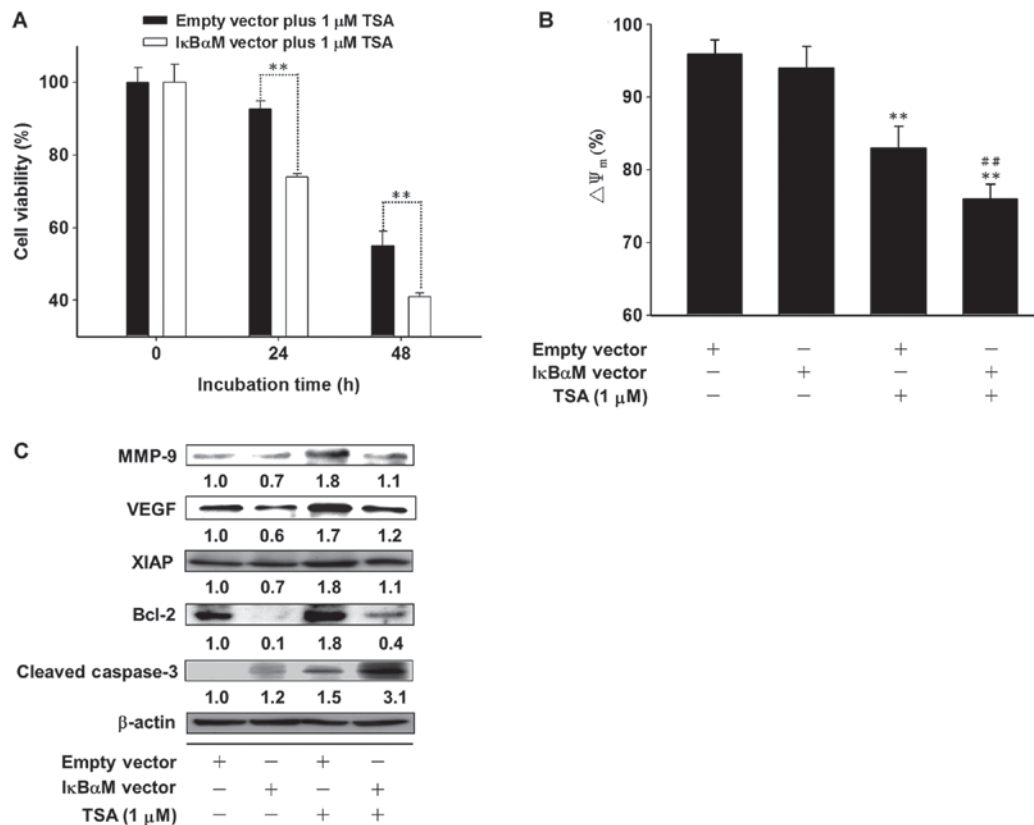 A
Empty vector plus 1 μM TSA
IκBαM vector plus 1 μM TSA
Cell viability (%)
100
80
60
40
**
**
0 24 48
Incubation time (h)
B
△Ψm (%)
100
90
80
70
60
**
##
**
Empty vector + – + –
IκBαM vector – + – +
TSA (1 μM) – – + +
C
MMP-9
1.0 0.7 1.8 1.1
VEGF
1.0 0.6 1.7 1.2
XIAP
1.0 0.7 1.8 1.1
Bcl-2
1.0 0.1 1.8 0.4
Cleaved caspase-3
1.0 1.2 1.5 3.1
β-actin
Empty vector + – + –
IκBαM vector – + – +
TSA (1 μM) – – + +